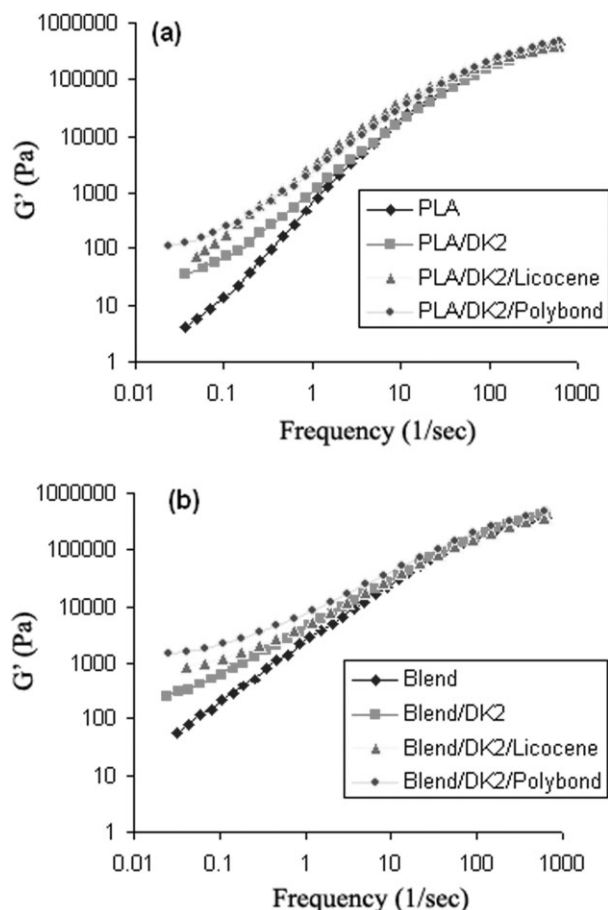 (a)
1000000
100000
10000
1000
100
10
1
G' (Pa)
PLA
PLA/DK2
PLA/DK2/Licocene
PLA/DK2/Polybond
0.01 0.1 1 10 100 1000
Frequency (1/sec)
(b)
1000000
100000
10000
1000
100
10
1
G' (Pa)
Blend
Blend/DK2
Blend/DK2/Licocene
Blend/DK2/Polybond
0.01 0.1 1 10 100 1000
Frequency (1/sec)